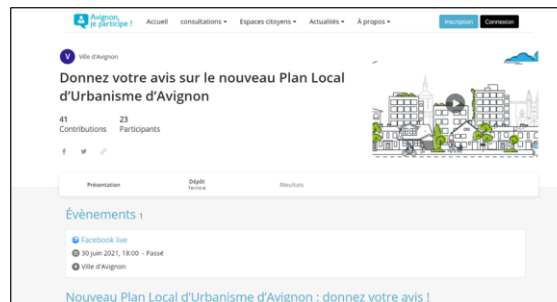 Avignon,
je participe !
Accueil consultations Espaces citoyens Actualités À propos Inscription Connexion
V Ville d'Avignon
Donnez votre avis sur le nouveau Plan Local
d'Urbanisme d'Avignon
41 23
Contributions Participants
Présentation Dépôt Résultats
Terminé
Évènements 1
Facebook live
30 juin 2021, 18:00 - Passé
Ville d'Avignon
Nouveau Plan Local d'Urbanisme d'Avignon : donnez votre avis !